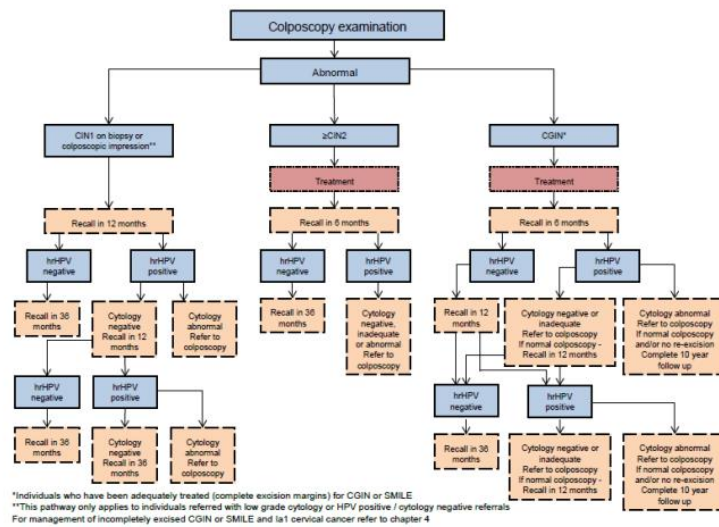 Colposcopy examination
Abnormal
CIN1 on biopsy or
colposcopic impression**
≥CIN2
CGIN*
Treatment
Treatment
Recall in 12 months
Recall in 6 months
Recall in 6 months
hrHPV
negative
hrHPV
positive
hrHPV
negative
hrHPV
positive
hrHPV
negative
hrHPV
positive
Recall in 36
months
Cytology
negative
Recall in 12
months
Cytology
abnormal
Refer to
colposcopy
Recall in 36
months
Cytology
negative,
inadequate
or abnormal
Refer to
colposcopy
Recall in 12
months
Cytology negative or
inadequate
Refer to colposcopy
If normal colposcopy -
Recall in 12 months
Cytology abnormal
Refer to colposcopy
If normal colposcopy
and/or no re-excision
Complete 10 year
follow up
hrHPV
negative
hrHPV
positive
hrHPV
negative
hrHPV
positive
Recall in 36
months
Cytology
negative
Recall in 36
months
Cytology
abnormal
Refer to
colposcopy
Recall in 36
months
Cytology negative or
inadequate
Refer to colposcopy
If normal colposcopy -
Recall in 12 months
Cytology abnormal
Refer to colposcopy
If normal colposcopy
and/or no re-excision
Complete 10 year
follow up
*Individuals who have been adequately treated (complete excision margins) for CGIN or SMILE
**This pathway only applies to individuals referred with low grade cytology or HPV positive / cytology negative referrals
For management of incompletely excised CGIN or SMILE and Ia1 cervical cancer refer to chapter 4